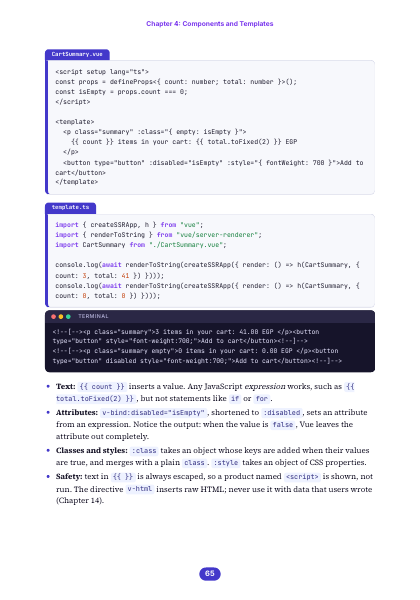 Chapter 4: Components and Templates
CartSummary.vue
<script setup lang="ts">
const props = defineProps<{ count: number; total: number }>();
const isEmpty = props.count === 0;
</script>
<template>
<p class="summary" :class="{ empty: isEmpty }">
{{ count }} items in your cart: {{ total.toFixed(2) }} EGP
</p>
<button type="button" :disabled="isEmpty" :style="{ fontWeight: 700 }">Add to
cart</button>
</template>
template.ts
import { createSSRApp, h } from "vue";
import { renderToString } from "vue/server-renderer";
import CartSummary from "./CartSummary.vue";
console.log(await renderToString(createSSRApp({ render: () => h(CartSummary, {
count: 3, total: 41 }) })));
console.log(await renderToString(createSSRApp({ render: () => h(CartSummary, {
count: 0, total: 0 }) })));
TERMINAL
<!--[--><p class="summary">3 items in your cart: 41.00 EGP </p><button
type="button" style="font-weight:700;">Add to cart</button><!--]-->
<!--[--><p class="summary empty">0 items in your cart: 0.00 EGP </p><button
type="button" disabled style="font-weight:700;">Add to cart</button><!--]-->
• Text: {{ count }} inserts a value. Any JavaScript expression works, such as {{
total.toFixed(2) }}, but not statements like if or for.
• Attributes: v-bind:disabled="isEmpty", shortened to :disabled, sets an attribute
from an expression. Notice the output: when the value is false, Vue leaves the
attribute out completely.
• Classes and styles: :class takes an object whose keys are added when their values
are true, and merges with a plain class. :style takes an object of CSS properties.
• Safety: text in {{ }} is always escaped, so a product named <script> is shown, not
run. The directive v-html inserts raw HTML; never use it with data that users wrote
(Chapter 14).
65